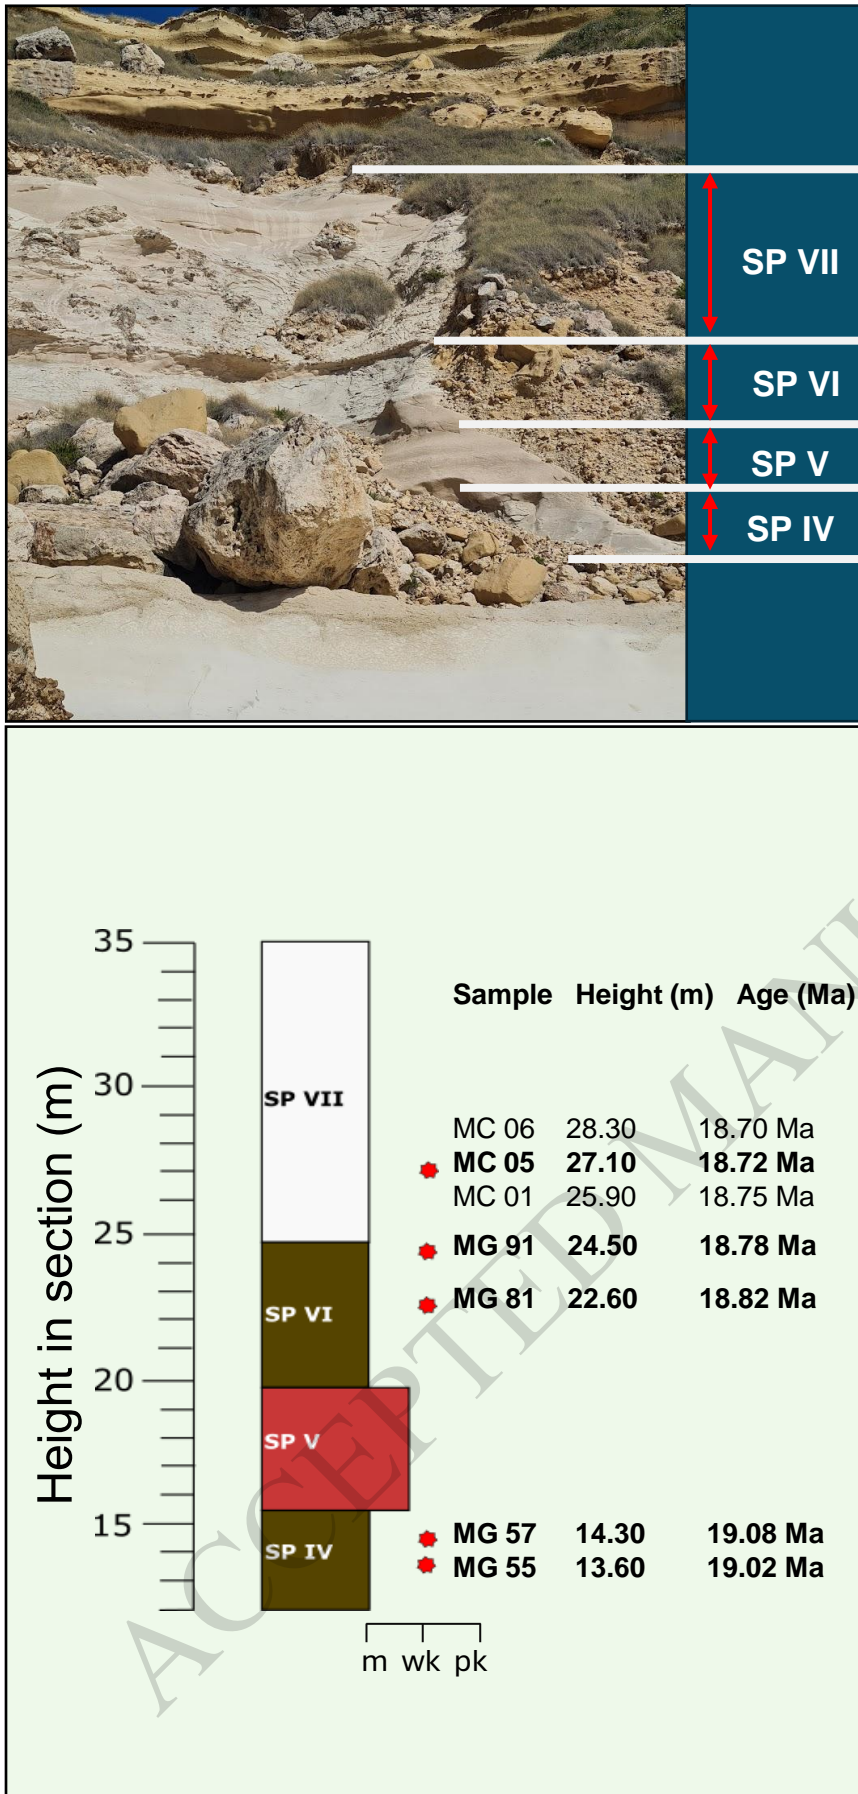 SP VII
SP VI
SP V
SP IV
Height in section (m)
35
30
25
20
15
SP VII
SP VI
SP V
SP IV
m wk pk
Sample Height (m) Age (Ma)
MC 06 28.30 18.70 Ma
MC 05 27.10 18.72 Ma
MC 01 25.90 18.75 Ma
MG 91 24.50 18.78 Ma
MG 81 22.60 18.82 Ma
MG 57 14.30 19.08 Ma
MG 55 13.60 19.02 Ma
ACCEPTED